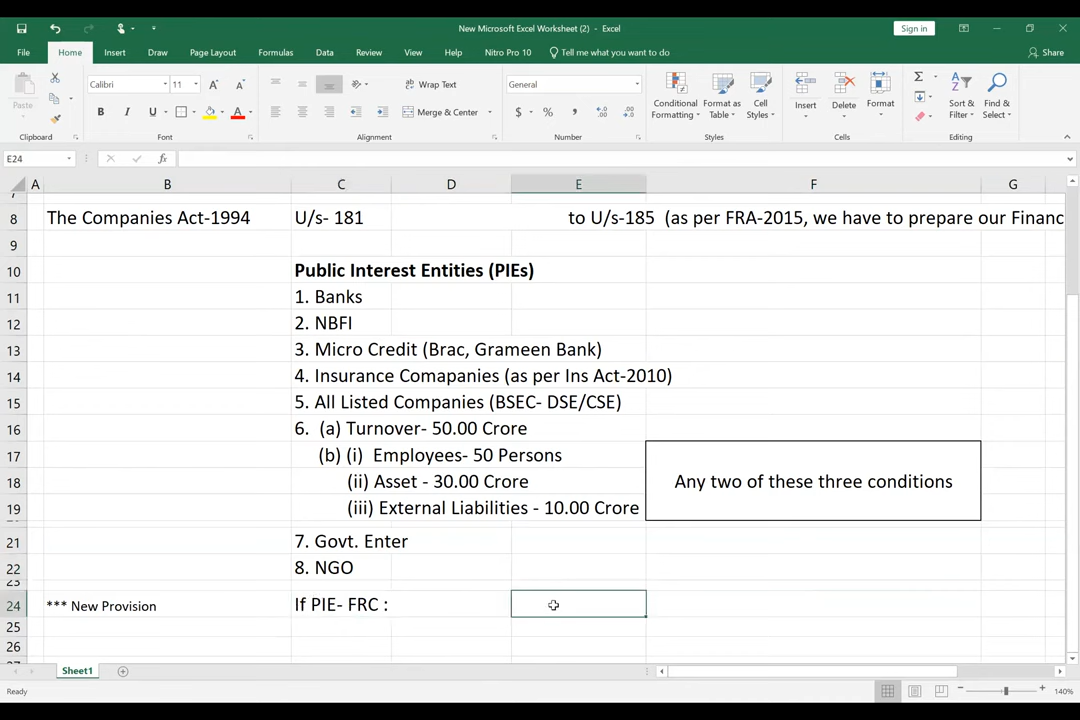 New Microsoft Excel Worksheet (2) - Excel
Sign in
File Home Insert Draw Page Layout Formulas Data Review View Help Nitro Pro 10 Tell me what you want to do Share
Paste
Calibri 11 A A
Wrap Text
General
B I U A
Merge & Center
$ % ,
Conditional Formatting
Format as Table
Cell Styles
Insert
Delete
Format
Sort & Filter
Find & Select
Clipboard Font Alignment Number Styles Cells Editing
E24 fx
A B C D E F G
7
8 The Companies Act-1994 U/s- 181 to U/s-185 (as per FRA-2015, we have to prepare our Financ
9
10 Public Interest Entities (PIEs)
11 1. Banks
12 2. NBFI
13 3. Micro Credit (Brac, Grameen Bank)
14 4. Insurance Comapanies (as per Ins Act-2010)
15 5. All Listed Companies (BSEC- DSE/CSE)
16 6. (a) Turnover- 50.00 Crore
17 (b) (i) Employees- 50 Persons
18 (ii) Asset - 30.00 Crore Any two of these three conditions
19 (iii) External Liabilities - 10.00 Crore
21 7. Govt. Enter
22 8. NGO
23
24 *** New Provision If PIE- FRC :
25
26
27
Sheet1
Ready 140%